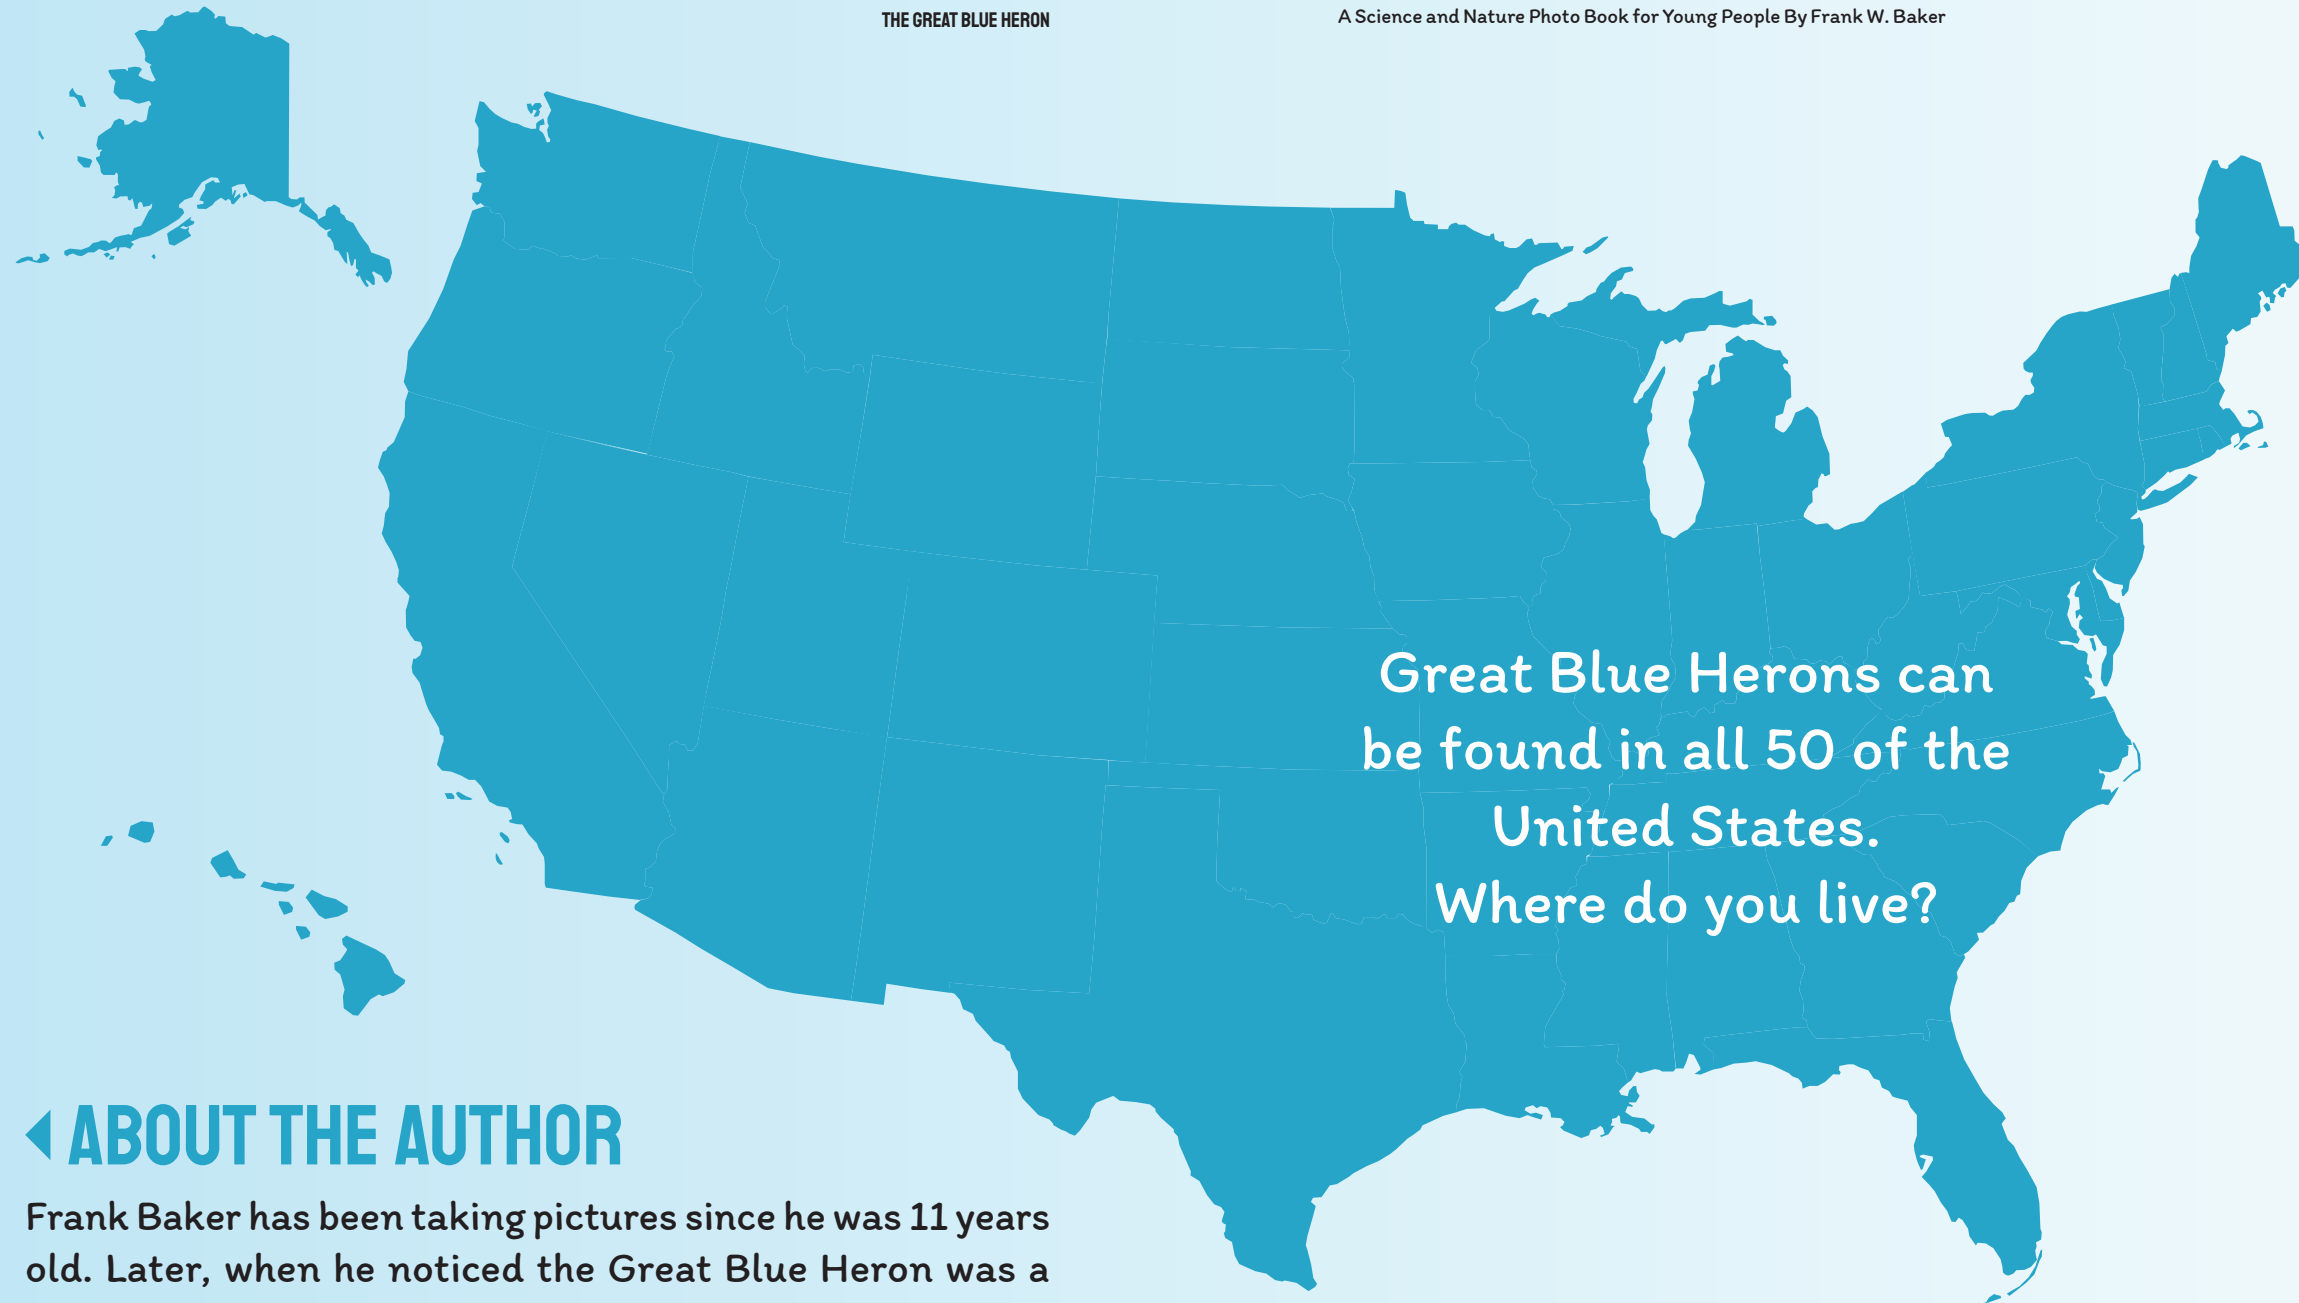 THE GREAT BLUE HERON
A Science and Nature Photo Book for Young People By Frank W. Baker
Great Blue Herons can
be found in all 50 of the
United States.
Where do you live?
ABOUT THE AUTHOR
Frank Baker has been taking pictures since he was 11 years
old. Later, when he noticed the Great Blue Heron was a